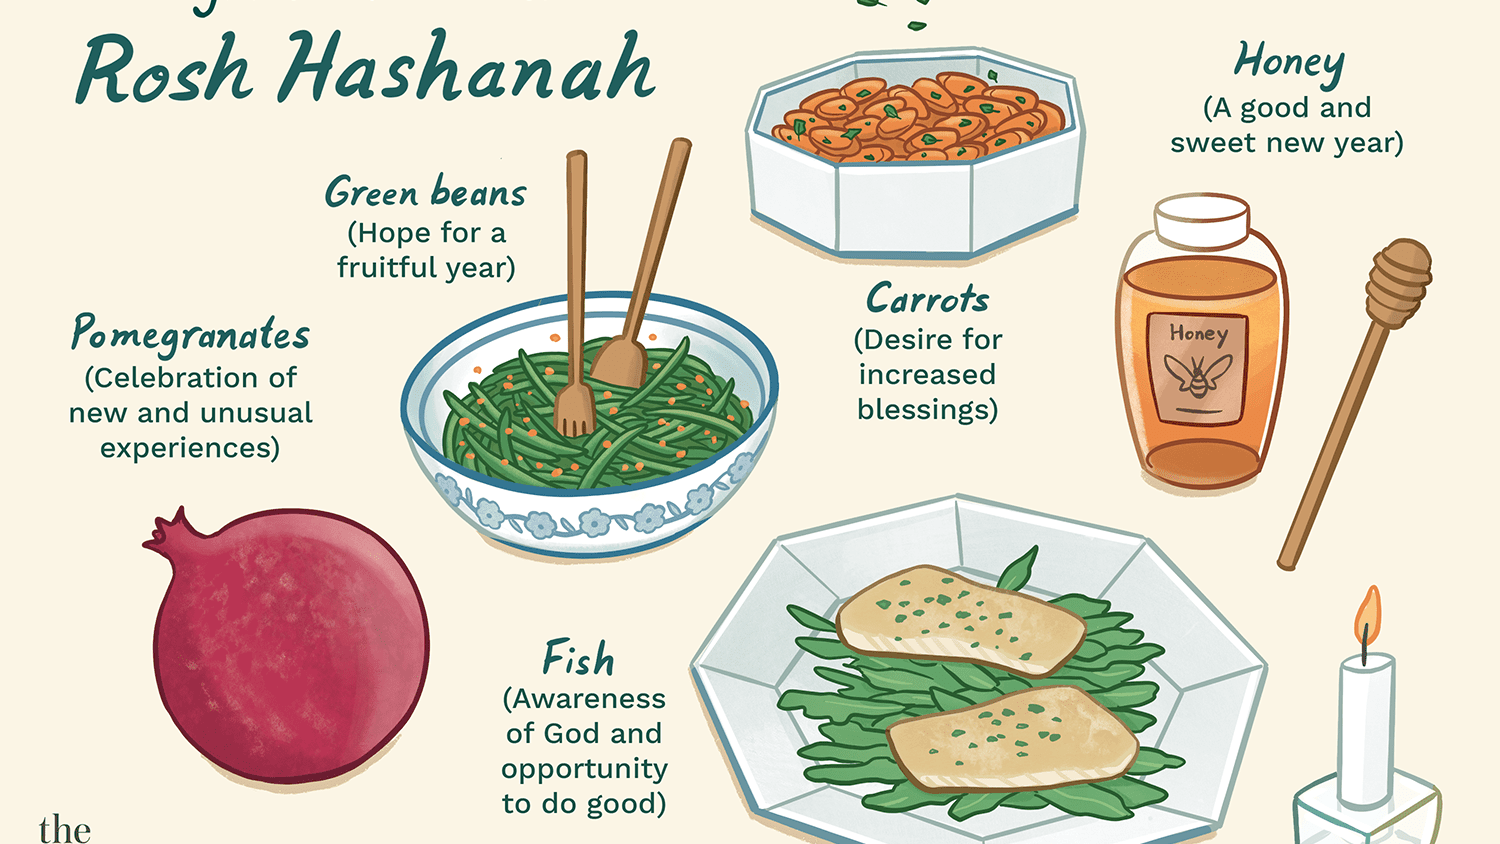 Rosh Hashanah
Honey
(A good and
sweet new year)
Green beans
(Hope for a
fruitful year)
Carrots
(Desire for
increased
blessings)
Pomegranates
(Celebration of
new and unusual
experiences)
Honey
Fish
(Awareness
of God and
opportunity
to do good)
the